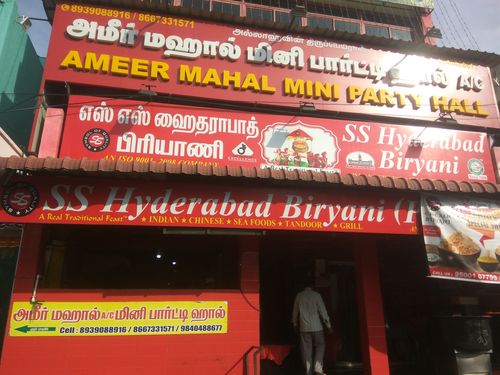 8939088916 / 8667331571
அல்லாஹ்வின் திருப்பெயரால்
அமீர் மஹால் மினி பார்ட்டி ஹால் A/C
AMEER MAHAL MINI PARTY HALL
எஸ் எஸ் ஹைதராபாத்
பிரியாணி
AN ISO 9001: 2008 COMPANY
SS Hyderabad
Biryani
SS Hyderabad Biryani
A Real Traditional Feast"
★ INDIAN ★ CHINESE ★ SEA FOODS ★ TANDOOR ★ GRILL
அமீர் மஹால் A/C மினி பார்ட்டி ஹால்
Cell : 8939088916 / 8667331571 / 9840488677